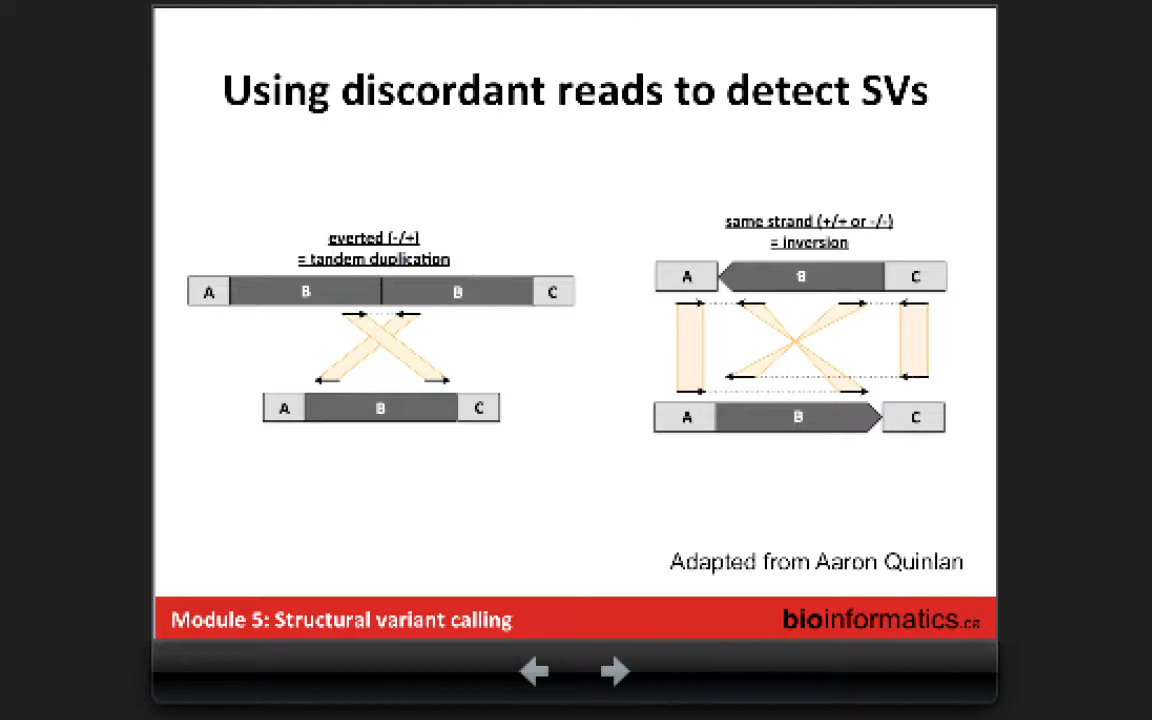 Using discordant reads to detect SVs
everted (-/+)
= tandem duplication
A B B C
A B C
same strand (+/+ or -/-)
= inversion
A B C
A B C
Adapted from Aaron Quinlan
Module 5: Structural variant calling
bioinformatics.ca